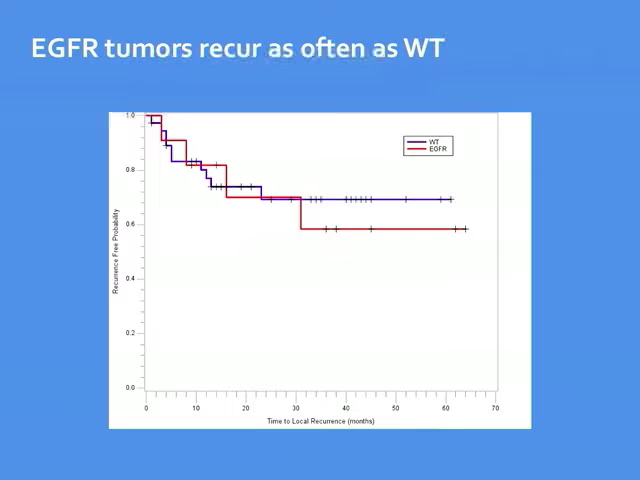 EGFR tumors recur as often as WT
1.0
0.8
0.6
0.4
0.2
0.0
Recurrence Free Probability
WT
EGFR
0 10 20 30 40 50 60 70
Time to Local Recurrence (months)